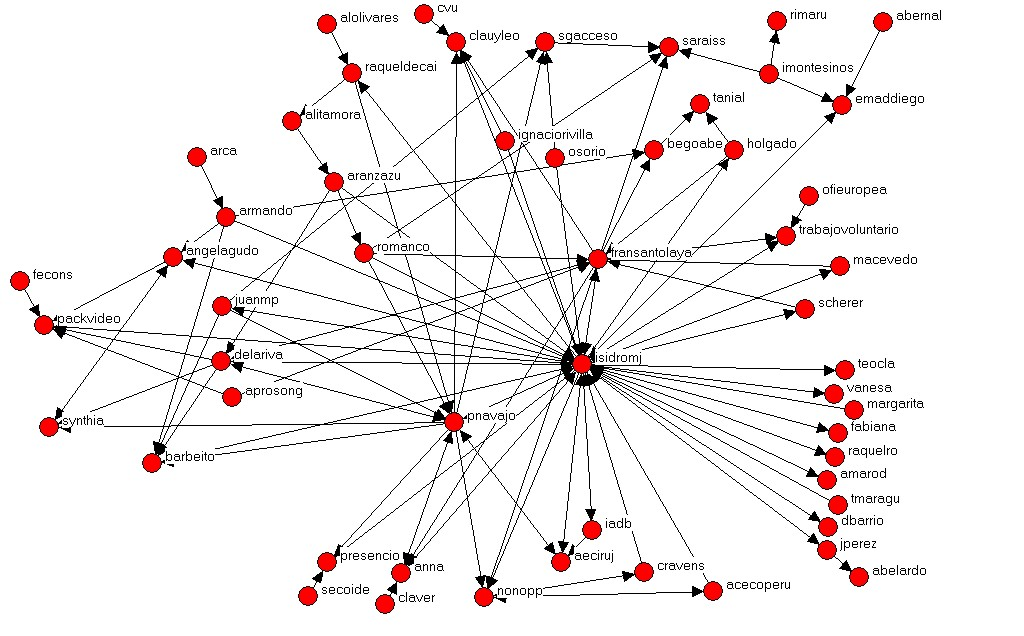 cvu
alolivares
rimaru
abernal
clauyleo
sgacceso
saraiss
raqueldecai
imontesinos
tanial
emaddiego
alitamora
ignaciorivilla
begoabe
holgado
osorio
arca
aranzazu
ofieuropea
armando
trabajovoluntario
angelagudo
romanco
fransantolaya
macevedo
fecons
juanmp
scherer
packvideo
delariva
isidromj
teocla
aprosong
vanesa
margarita
synthia
pnavajo
fabiana
barbeito
raquelro
amarod
tmaragu
dbarrio
iadb
jperez
presencio
anna
aeciruj
cravens
abelardo
secoide
claver
nonopp
acecoperu